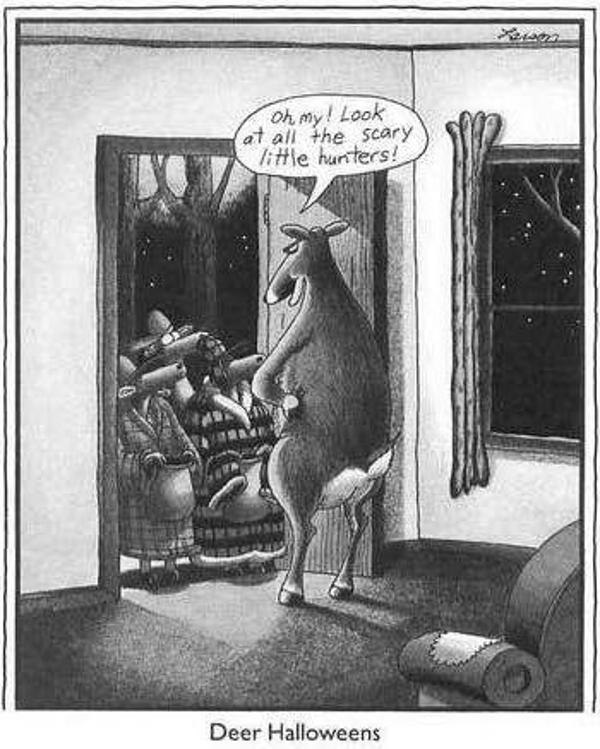 Larson
Oh, my! Look
at all the scary
little hunters!
Deer Halloweens